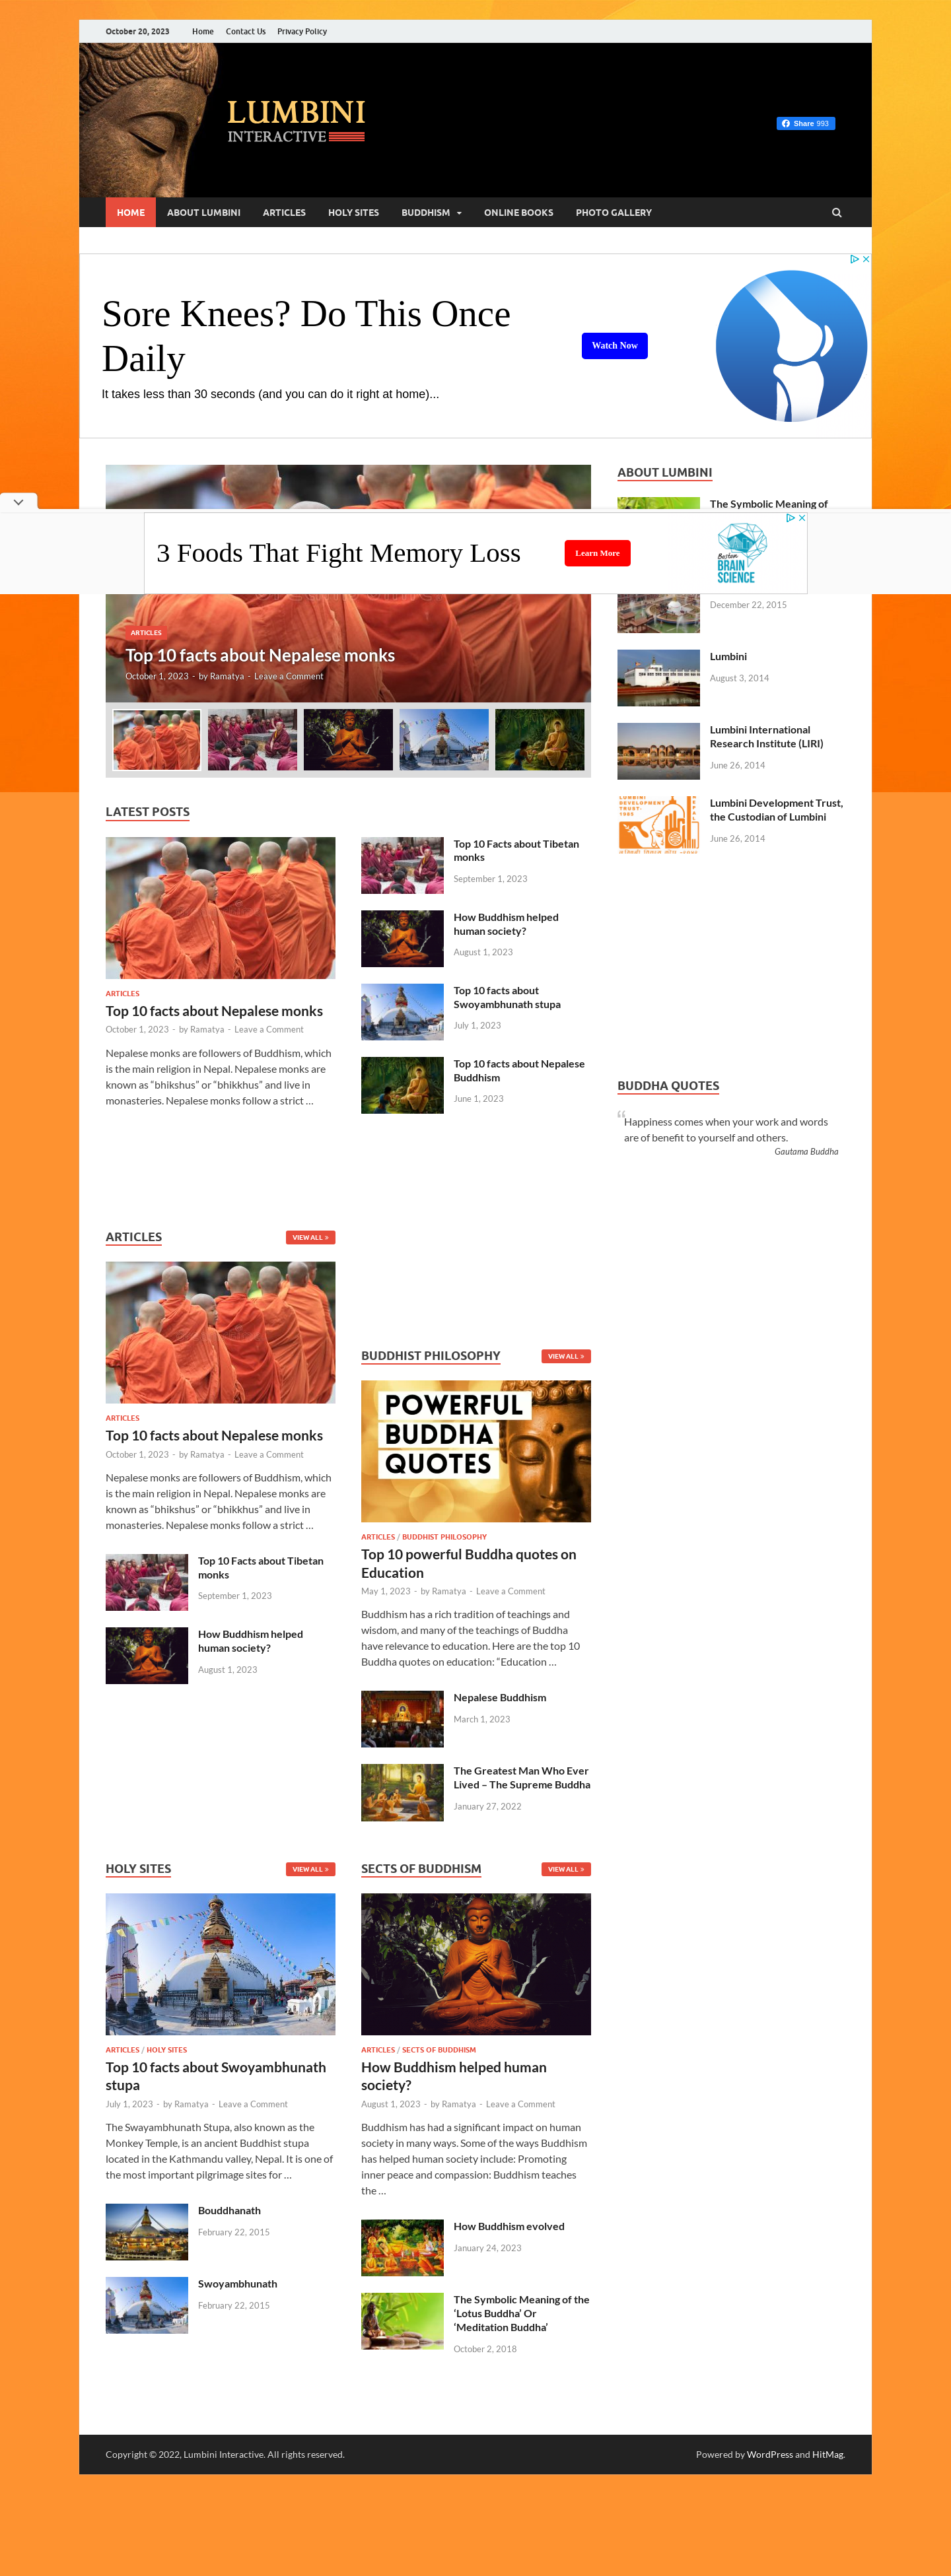 October 20, 2023 Home Contact Us Privacy Policy
LUMBINI
INTERACTIVE
Share 993
HOME ABOUT LUMBINI ARTICLES HOLY SITES BUDDHISM ONLINE BOOKS PHOTO GALLERY
Sore Knees? Do This Once
Daily
It takes less than 30 seconds (and you can do it right at home)...
Watch Now
3 Foods That Fight Memory Loss
Learn More
Boston
BRAIN
SCIENCE
ARTICLES
Top 10 facts about Nepalese monks
October 1, 2023 - by Ramatya - Leave a Comment
ABOUT LUMBINI
The Symbolic Meaning of
December 22, 2015
Lumbini
August 3, 2014
Lumbini International
Research Institute (LIRI)
June 26, 2014
LUMBINI
DEVELOPMENT
TRUST-
1985
NEPAL
Lumbini Development Trust,
the Custodian of Lumbini
June 26, 2014
LATEST POSTS
ARTICLES
Top 10 facts about Nepalese monks
October 1, 2023 - by Ramatya - Leave a Comment
Nepalese monks are followers of Buddhism, which
is the main religion in Nepal. Nepalese monks are
known as “bhikshus” or “bhikkhus” and live in
monasteries. Nepalese monks follow a strict …
Top 10 Facts about Tibetan
monks
September 1, 2023
How Buddhism helped
human society?
August 1, 2023
Top 10 facts about
Swoyambhunath stupa
July 1, 2023
Top 10 facts about Nepalese
Buddhism
June 1, 2023
BUDDHA QUOTES
“
Happiness comes when your work and words
are of benefit to yourself and others.
Gautama Buddha
ARTICLES
VIEW ALL »
ARTICLES
Top 10 facts about Nepalese monks
October 1, 2023 - by Ramatya - Leave a Comment
Nepalese monks are followers of Buddhism, which
is the main religion in Nepal. Nepalese monks are
known as “bhikshus” or “bhikkhus” and live in
monasteries. Nepalese monks follow a strict …
Top 10 Facts about Tibetan
monks
September 1, 2023
How Buddhism helped
human society?
August 1, 2023
BUDDHIST PHILOSOPHY
VIEW ALL »
POWERFUL
BUDDHA
QUOTES
ARTICLES / BUDDHIST PHILOSOPHY
Top 10 powerful Buddha quotes on
Education
May 1, 2023 - by Ramatya - Leave a Comment
Buddhism has a rich tradition of teachings and
wisdom, and many of the teachings of Buddha
have relevance to education. Here are the top 10
Buddha quotes on education: “Education …
Nepalese Buddhism
March 1, 2023
The Greatest Man Who Ever
Lived – The Supreme Buddha
January 27, 2022
HOLY SITES
VIEW ALL »
ARTICLES / HOLY SITES
Top 10 facts about Swoyambhunath
stupa
July 1, 2023 - by Ramatya - Leave a Comment
The Swayambhunath Stupa, also known as the
Monkey Temple, is an ancient Buddhist stupa
located in the Kathmandu valley, Nepal. It is one of
the most important pilgrimage sites for …
Bouddhanath
February 22, 2015
Swoyambhunath
February 22, 2015
SECTS OF BUDDHISM
VIEW ALL »
ARTICLES / SECTS OF BUDDHISM
How Buddhism helped human
society?
August 1, 2023 - by Ramatya - Leave a Comment
Buddhism has had a significant impact on human
society in many ways. Some of the ways Buddhism
has helped human society include: Promoting
inner peace and compassion: Buddhism teaches
the …
How Buddhism evolved
January 24, 2023
The Symbolic Meaning of the
‘Lotus Buddha’ Or
‘Meditation Buddha’
October 2, 2018
Copyright © 2022, Lumbini Interactive. All rights reserved.
Powered by WordPress and HitMag.